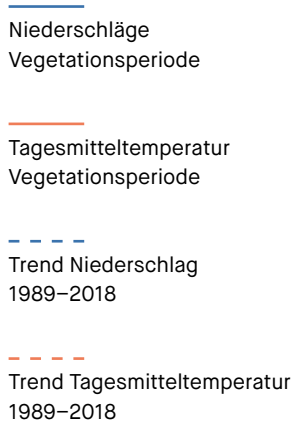 Niederschläge
Vegetationsperiode
Tagesmitteltemperatur
Vegetationsperiode
Trend Niederschlag
1989–2018
Trend Tagesmitteltemperatur
1989–2018